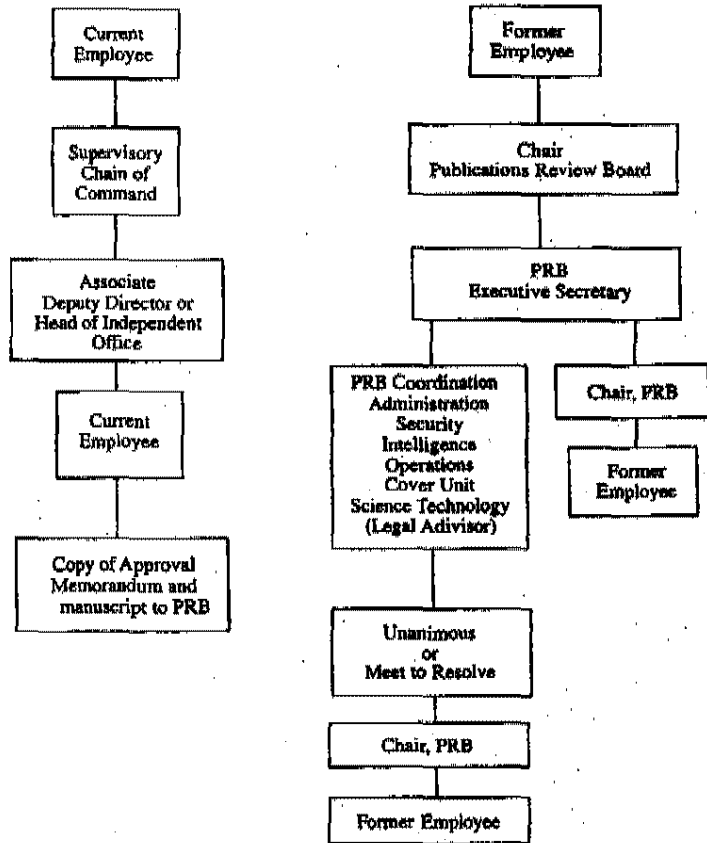 Current
Employee
Supervisory
Chain of
Command
Associate
Deputy Director or
Head of Independent
Office
Current
Employee
Copy of Approval
Memorandum and
manuscript to PRB
Former
Employee
Chair
Publications Review Board
PRB
Executive Secretary
PRB Coordination
Administration
Security
Intelligence
Operations
Cover Unit
Science Technology
(Legal Adivisor)
Chair, PRB
Former
Employee
Unanimous
or
Meet to Resolve
Chair, PRB
Former Employee